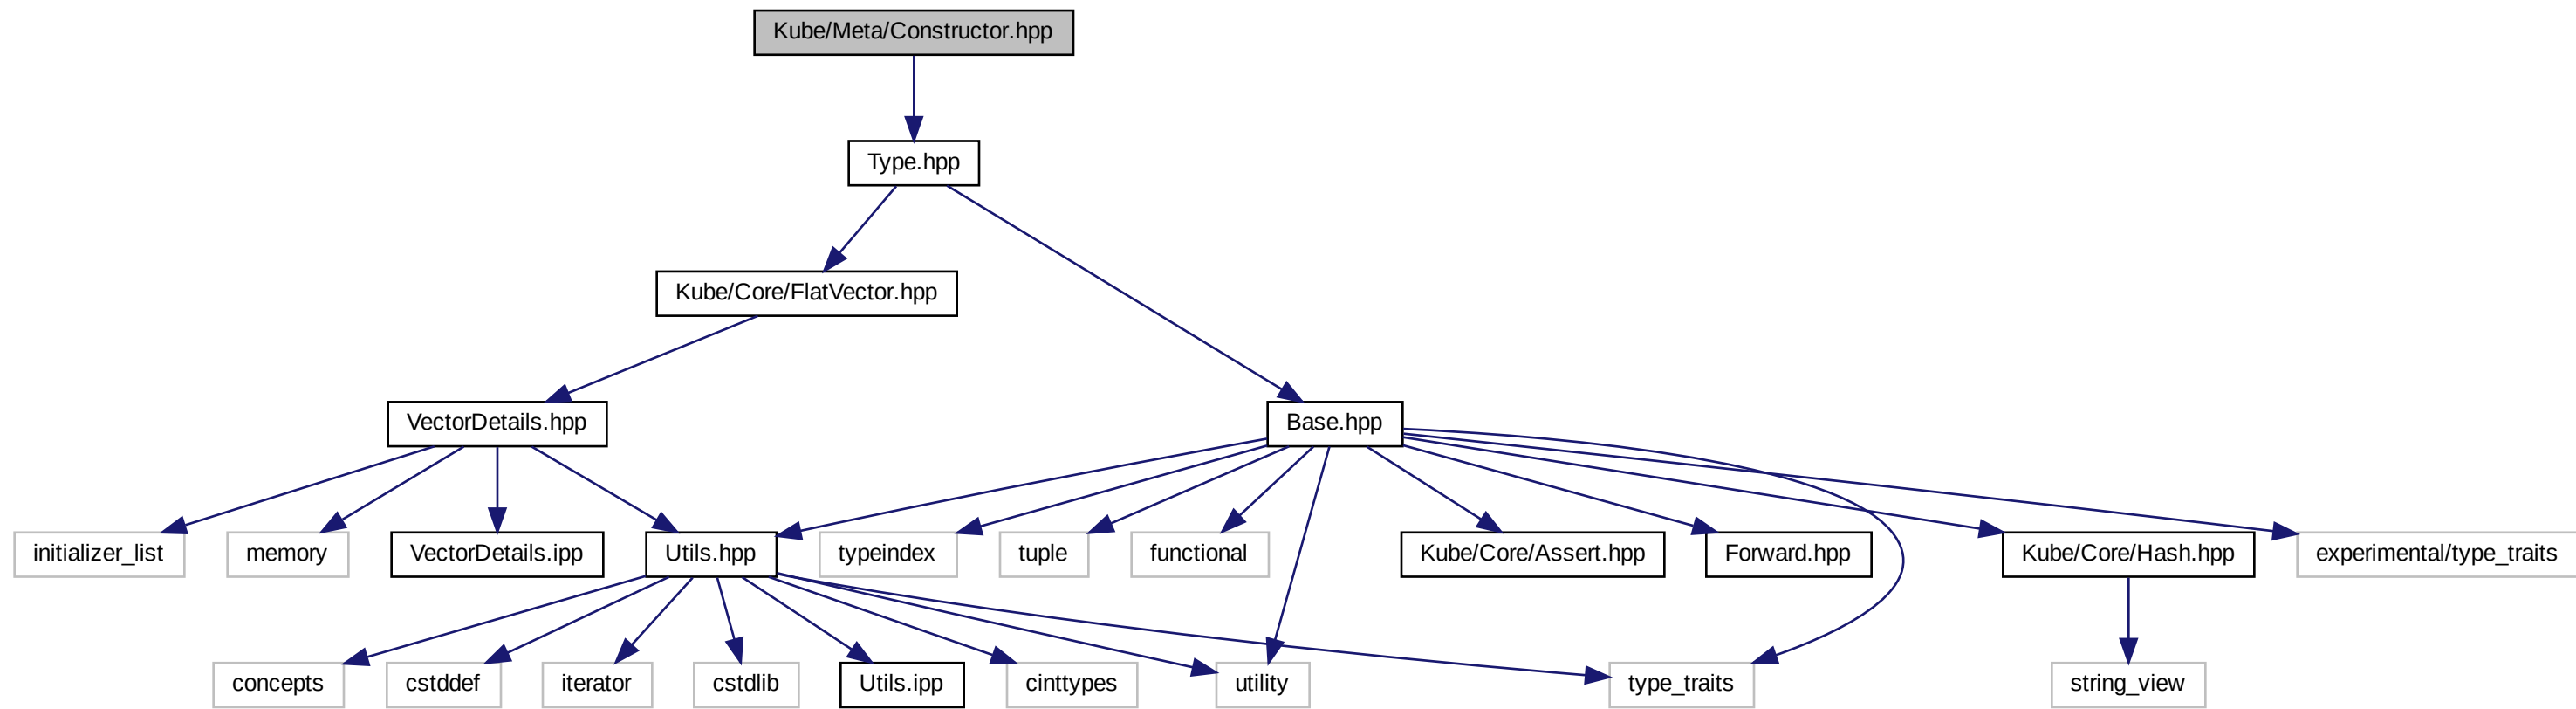 Kube/Meta/Constructor.hpp
Type.hpp
Kube/Core/FlatVector.hpp
VectorDetails.hpp
Base.hpp
initializer_list
memory
VectorDetails.ipp
Utils.hpp
typeindex
tuple
functional
Kube/Core/Assert.hpp
Forward.hpp
Kube/Core/Hash.hpp
experimental/type_traits
concepts
cstddef
iterator
cstdlib
Utils.ipp
cinttypes
utility
type_traits
string_view